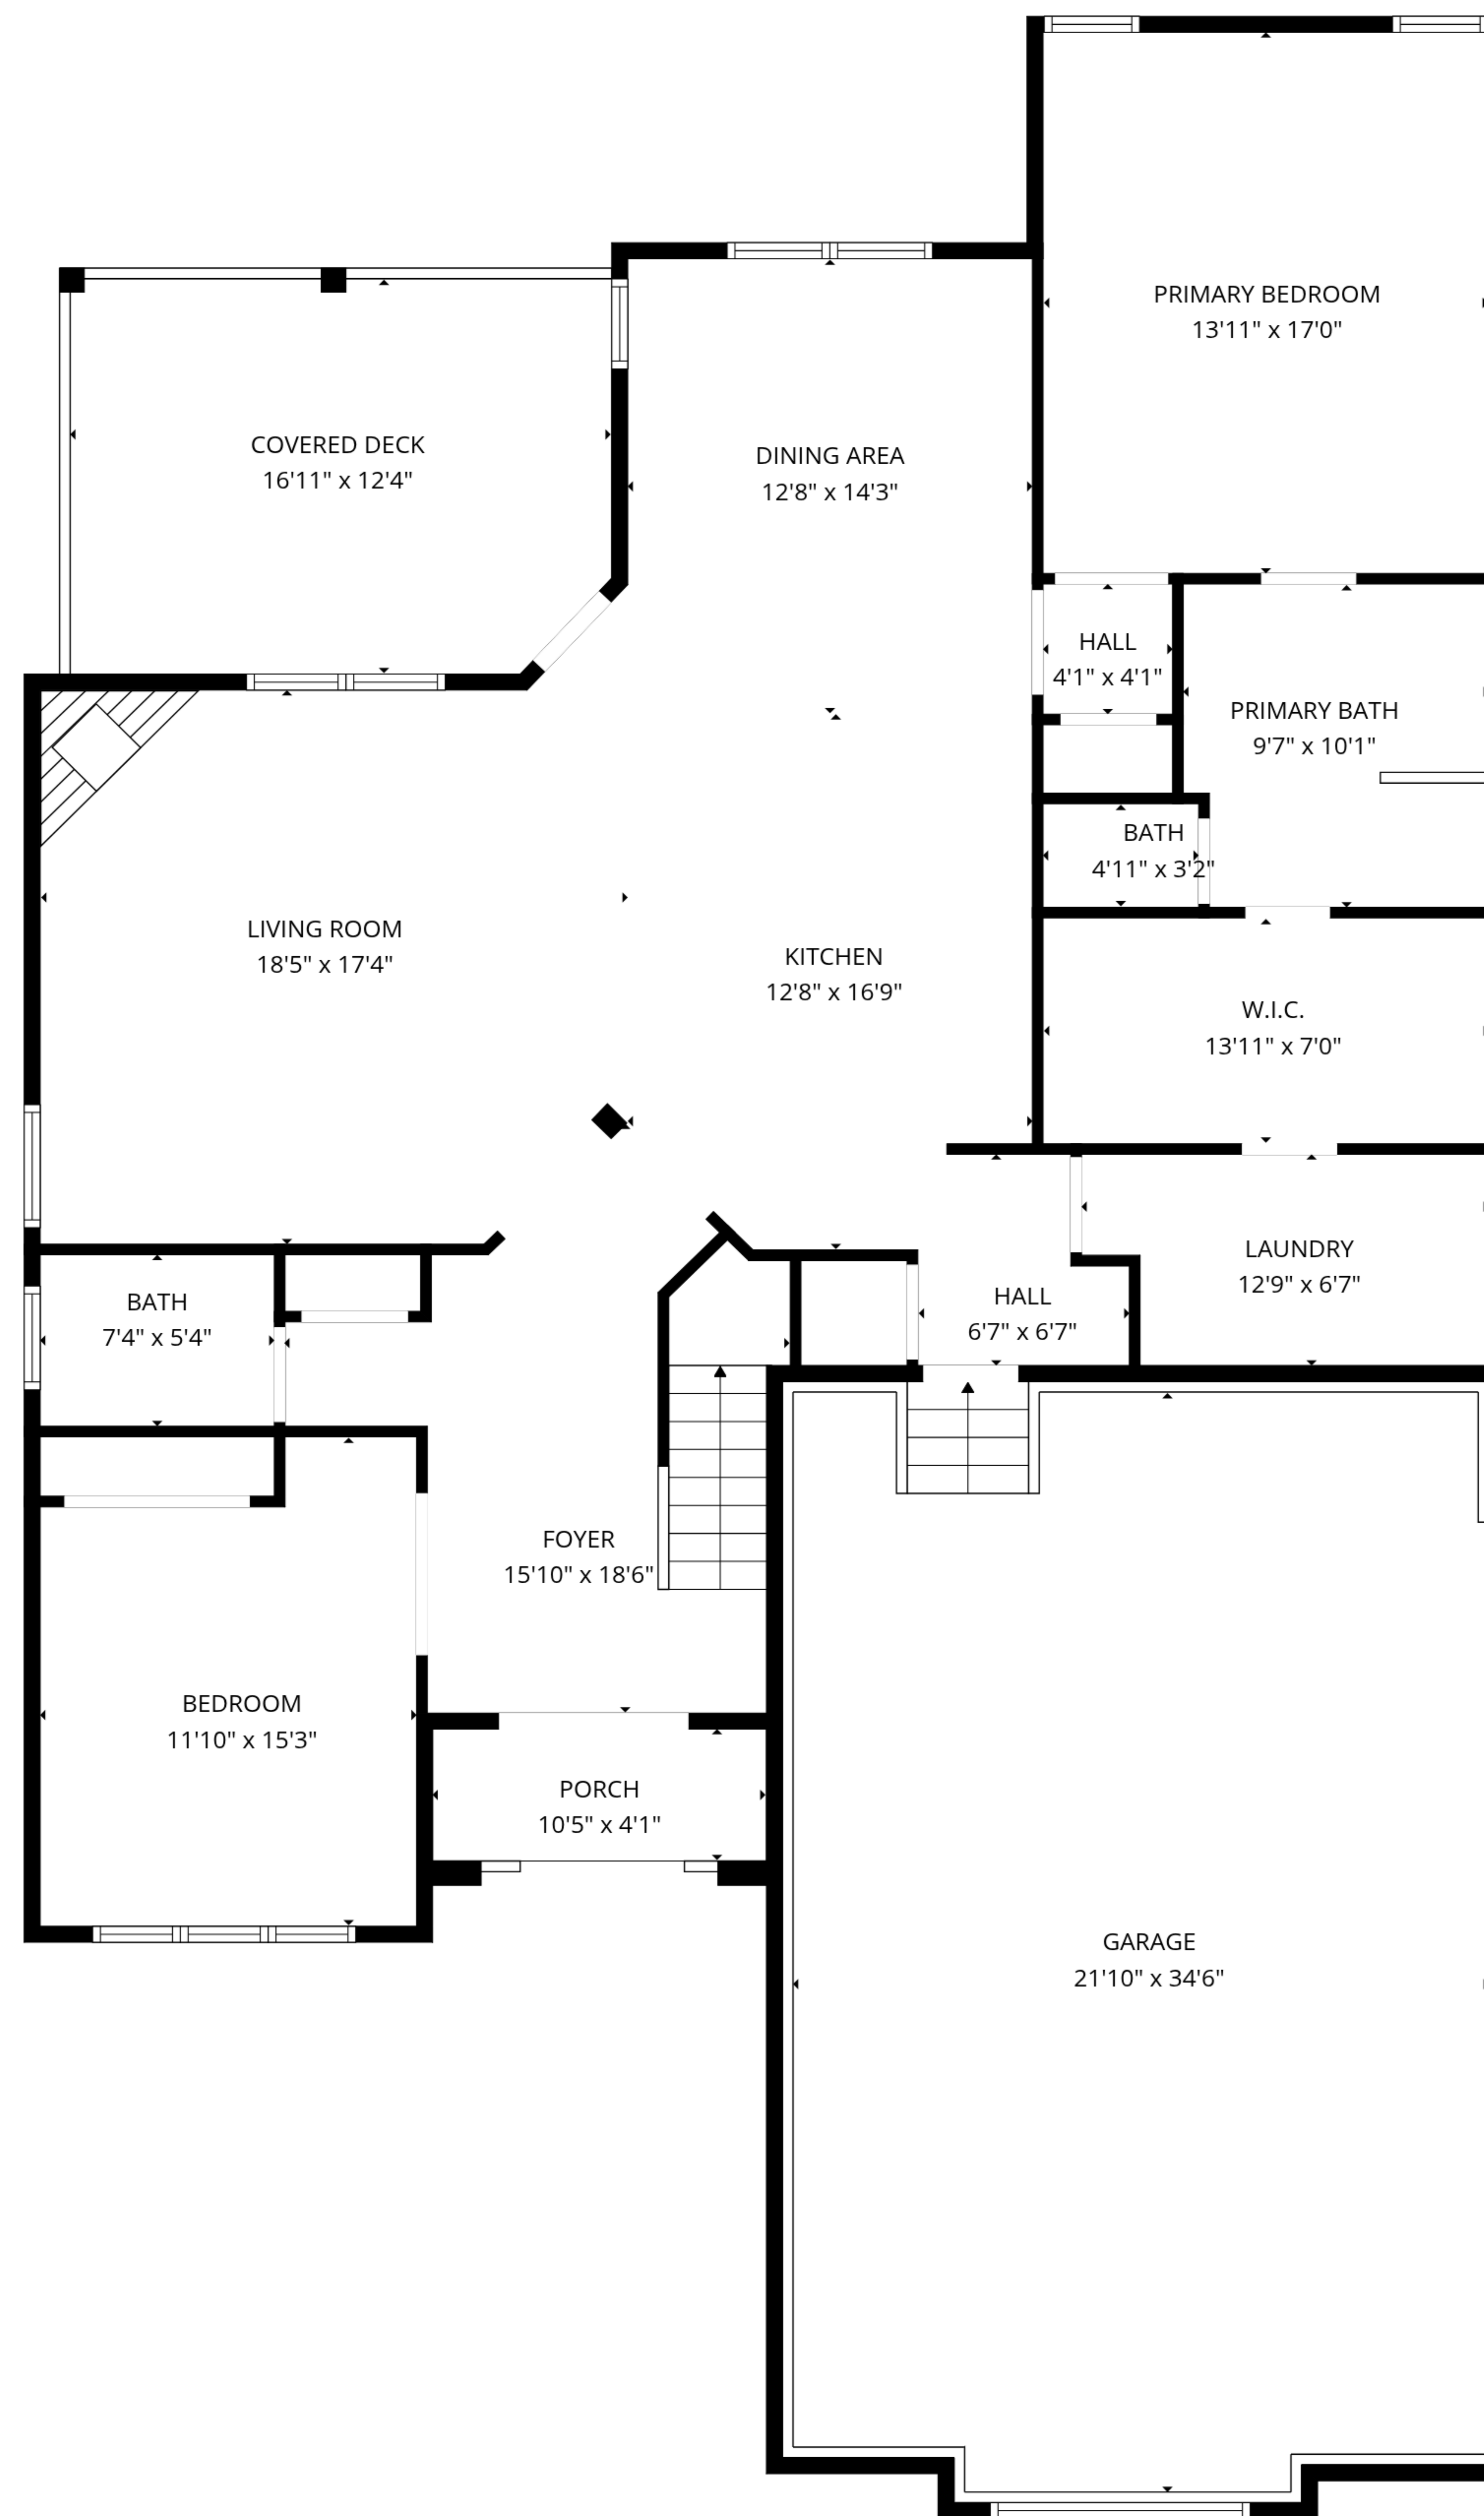 PRIMARY BEDROOM
13'11" x 17'0"
COVERED DECK
16'11" x 12'4"
DINING AREA
12'8" x 14'3"
HALL
4'1" x 4'1"
PRIMARY BATH
9'7" x 10'1"
BATH
4'11" x 3'2"
LIVING ROOM
18'5" x 17'4"
KITCHEN
12'8" x 16'9"
W.I.C.
13'11" x 7'0"
LAUNDRY
12'9" x 6'7"
BATH
7'4" x 5'4"
HALL
6'7" x 6'7"
FOYER
15'10" x 18'6"
BEDROOM
11'10" x 15'3"
PORCH
10'5" x 4'1"
GARAGE
21'10" x 34'6"